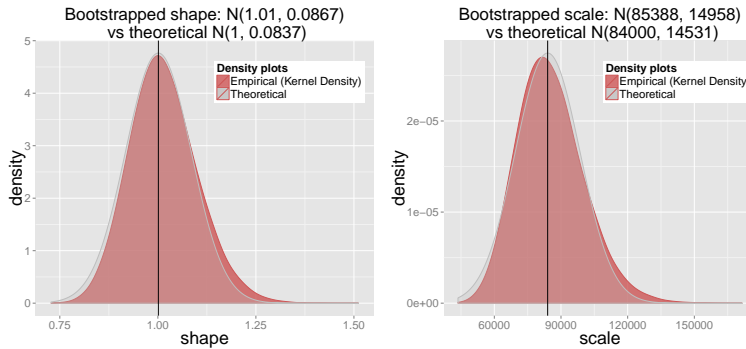 Bootstrapped shape: N(1.01, 0.0867)
vs theoretical N(1, 0.0837)
Density plots
Empirical (Kernel Density)
Theoretical
density
5
4
3
2
1
0
0.75 1.00 1.25 1.50
shape
Bootstrapped scale: N(85388, 14958)
vs theoretical N(84000, 14531)
Density plots
Empirical (Kernel Density)
Theoretical
density
2e−05
1e−05
0e+00
60000 90000 120000 150000
scale